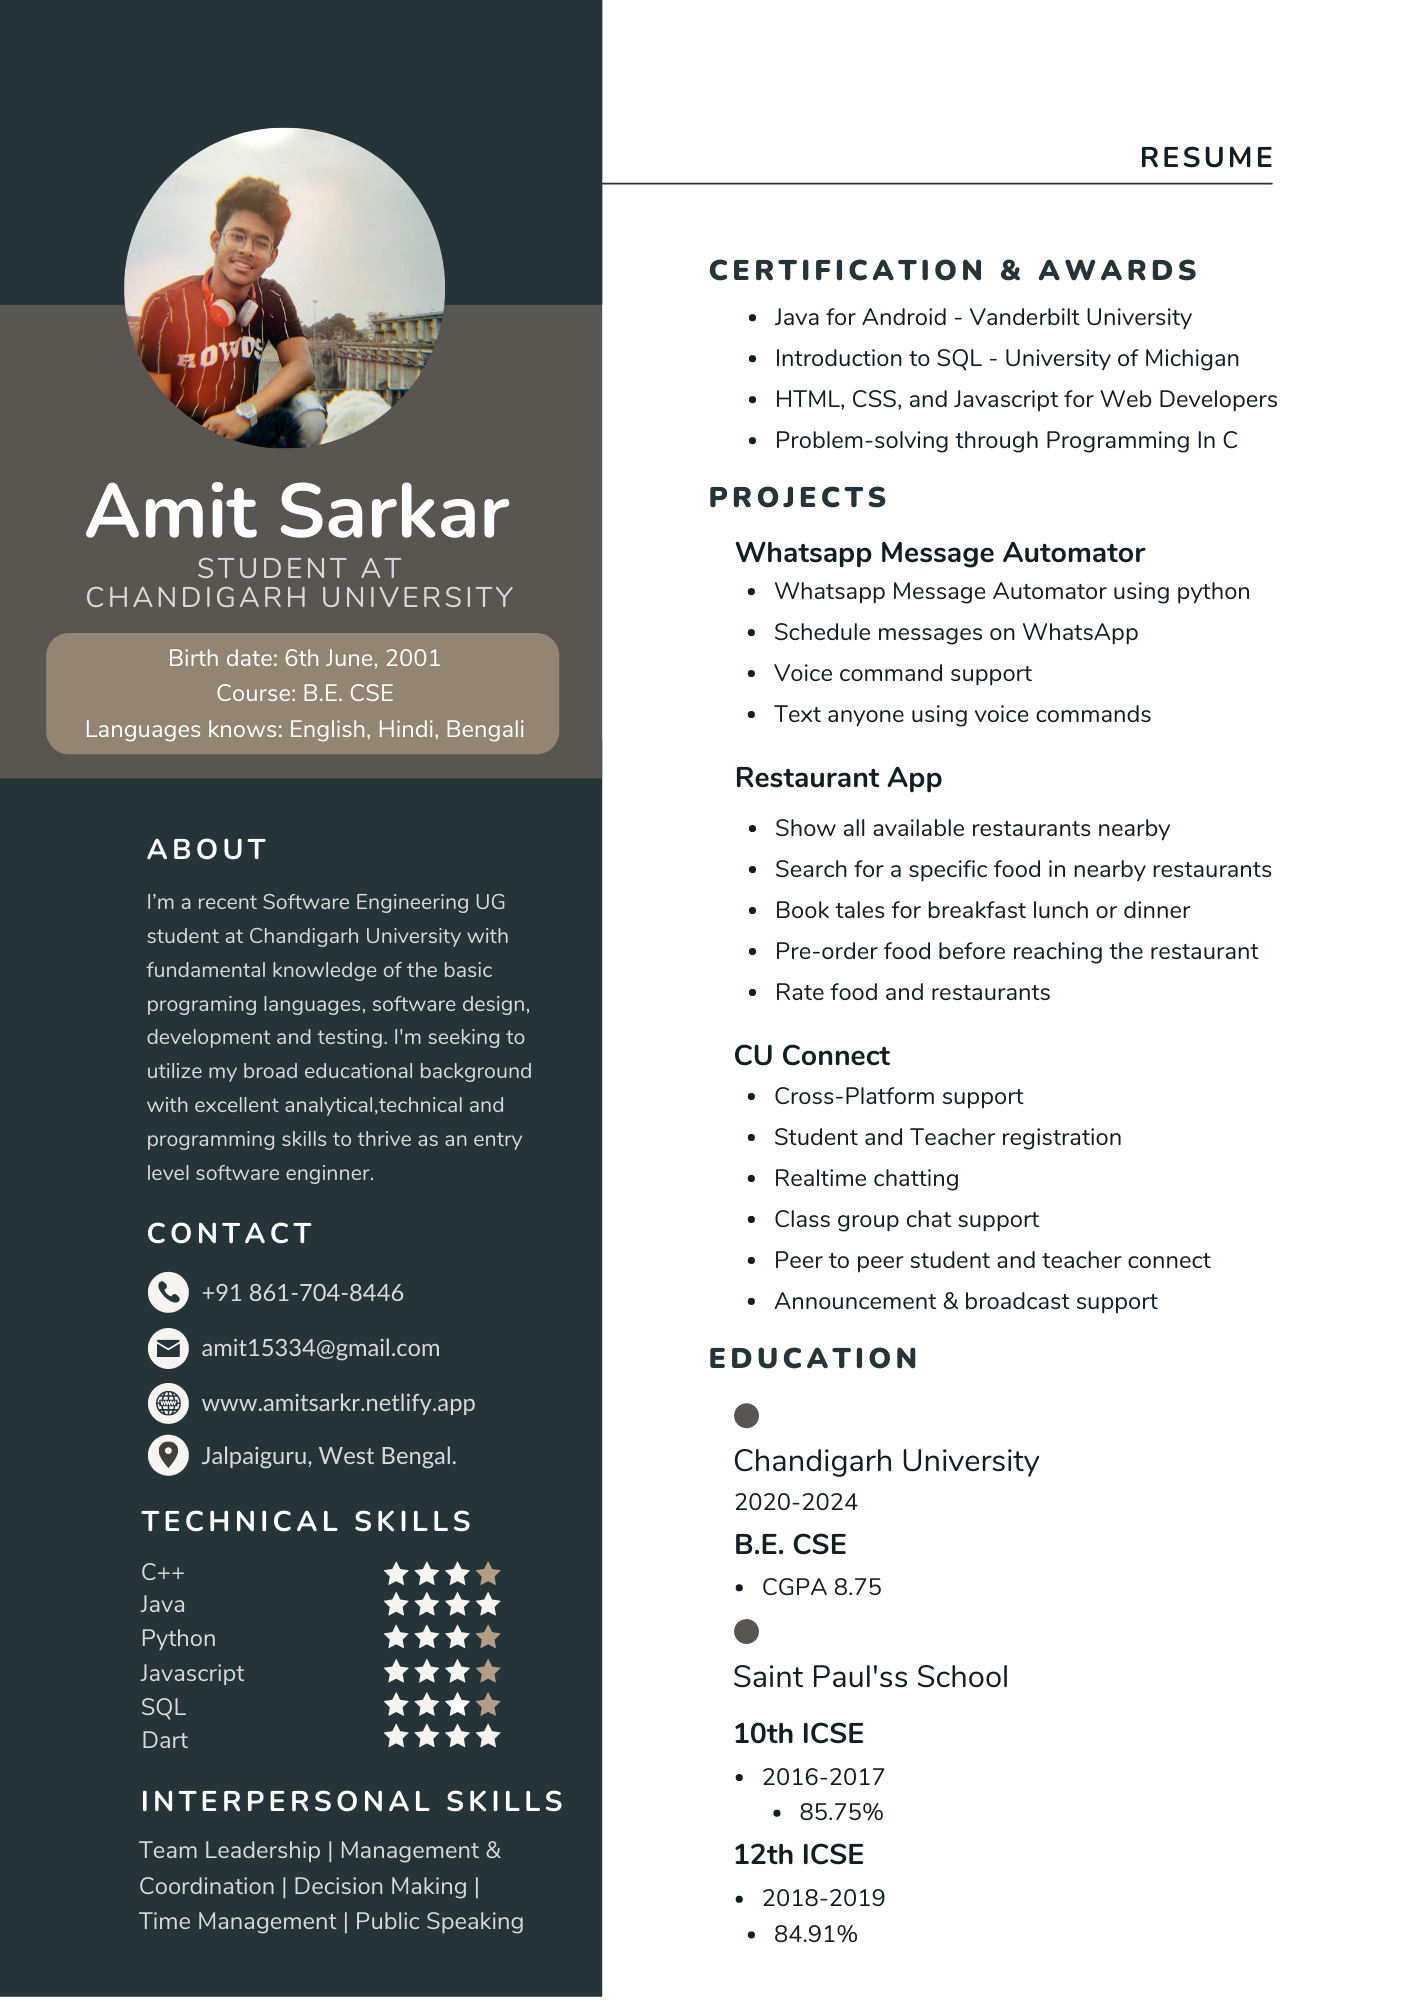 Amit Sarkar
STUDENT AT
CHANDIGARH UNIVERSITY
Birth date: 6th June, 2001
Course: B.E. CSE
Languages knows: English, Hindi, Bengali
ABOUT
I’m a recent Software Engineering UG
student at Chandigarh University with
fundamental knowledge of the basic
programing languages, software design,
development and testing. I'm seeking to
utilize my broad educational background
with excellent analytical,technical and
programming skills to thrive as an entry
level software enginner.
CONTACT
+91 861-704-8446
amit15334@gmail.com
www.amitsarkr.netlify.app
Jalpaiguru, West Bengal.
TECHNICAL SKILLS
C++
Java
Python
Javascript
SQL
Dart
INTERPERSONAL SKILLS
Team Leadership | Management &
Coordination | Decision Making |
Time Management | Public Speaking
RESUME
CERTIFICATION & AWARDS
• Java for Android - Vanderbilt University
• Introduction to SQL - University of Michigan
• HTML, CSS, and Javascript for Web Developers
• Problem-solving through Programming In C
PROJECTS
Whatsapp Message Automator
• Whatsapp Message Automator using python
• Schedule messages on WhatsApp
• Voice command support
• Text anyone using voice commands
Restaurant App
• Show all available restaurants nearby
• Search for a specific food in nearby restaurants
• Book tales for breakfast lunch or dinner
• Pre-order food before reaching the restaurant
• Rate food and restaurants
CU Connect
• Cross-Platform support
• Student and Teacher registration
• Realtime chatting
• Class group chat support
• Peer to peer student and teacher connect
• Announcement & broadcast support
EDUCATION
Chandigarh University
2020-2024
B.E. CSE
• CGPA 8.75
Saint Paul'ss School
10th ICSE
• 2016-2017
• 85.75%
12th ICSE
• 2018-2019
• 84.91%